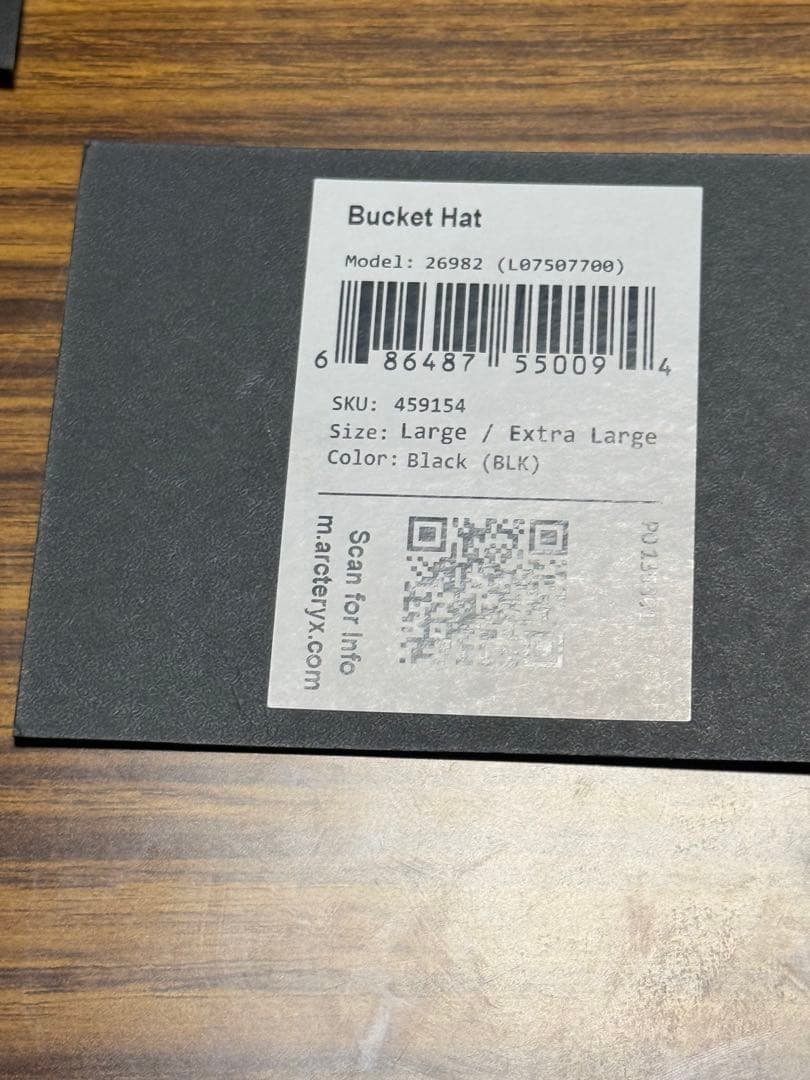 Bucket Hat
Model: 26982 (L07507700)
6 86487 55009 4
SKU: 459154
Size: Large / Extra Large
Color: Black (BLK)
Scan for Info
m.arcteryx.com